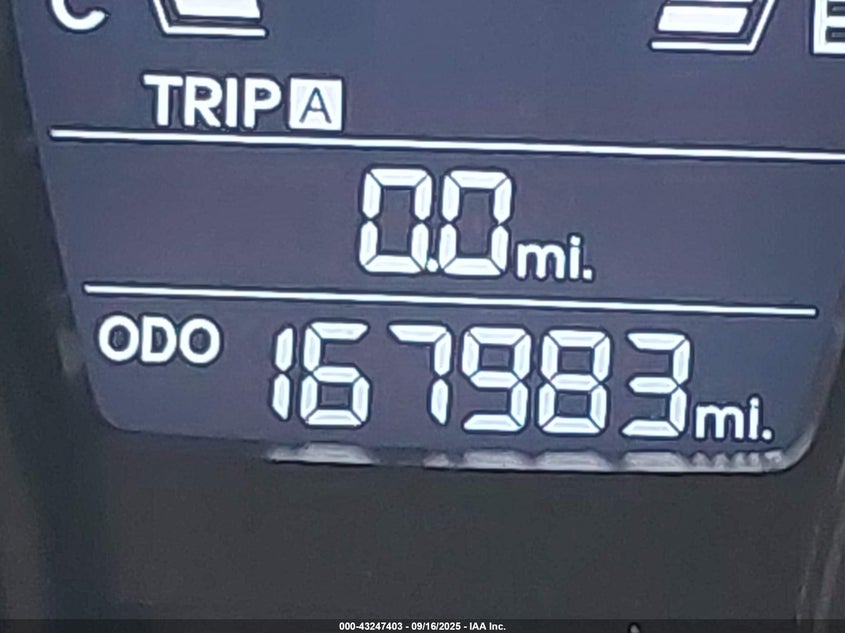 C E
TRIP A
0.0 mi.
ODO 167983 mi.
000-43247403 - 09/16/2025 - IAA Inc.